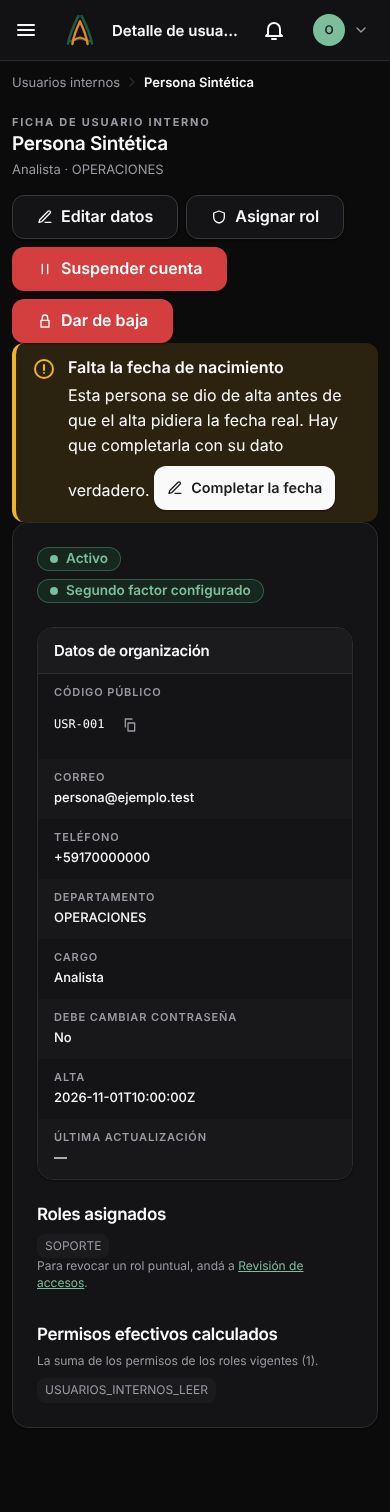 Detalle de usua...
O
Usuarios internos > Persona Sintética
FICHA DE USUARIO INTERNO
Persona Sintética
Analista · OPERACIONES
Editar datos
Asignar rol
Suspender cuenta
Dar de baja
Falta la fecha de nacimiento
Esta persona se dio de alta antes de
que el alta pidiera la fecha real. Hay
que completarla con su dato
verdadero. Completar la fecha
Activo
Segundo factor configurado
Datos de organización
CÓDIGO PÚBLICO
USR-001
CORREO
persona@ejemplo.test
TELÉFONO
+59170000000
DEPARTAMENTO
OPERACIONES
CARGO
Analista
DEBE CAMBIAR CONTRASEÑA
No
ALTA
2026-11-01T10:00:00Z
ÚLTIMA ACTUALIZACIÓN
—
Roles asignados
SOPORTE
Para revocar un rol puntual, andá a Revisión de
accesos.
Permisos efectivos calculados
La suma de los permisos de los roles vigentes (1).
USUARIOS_INTERNOS_LEER